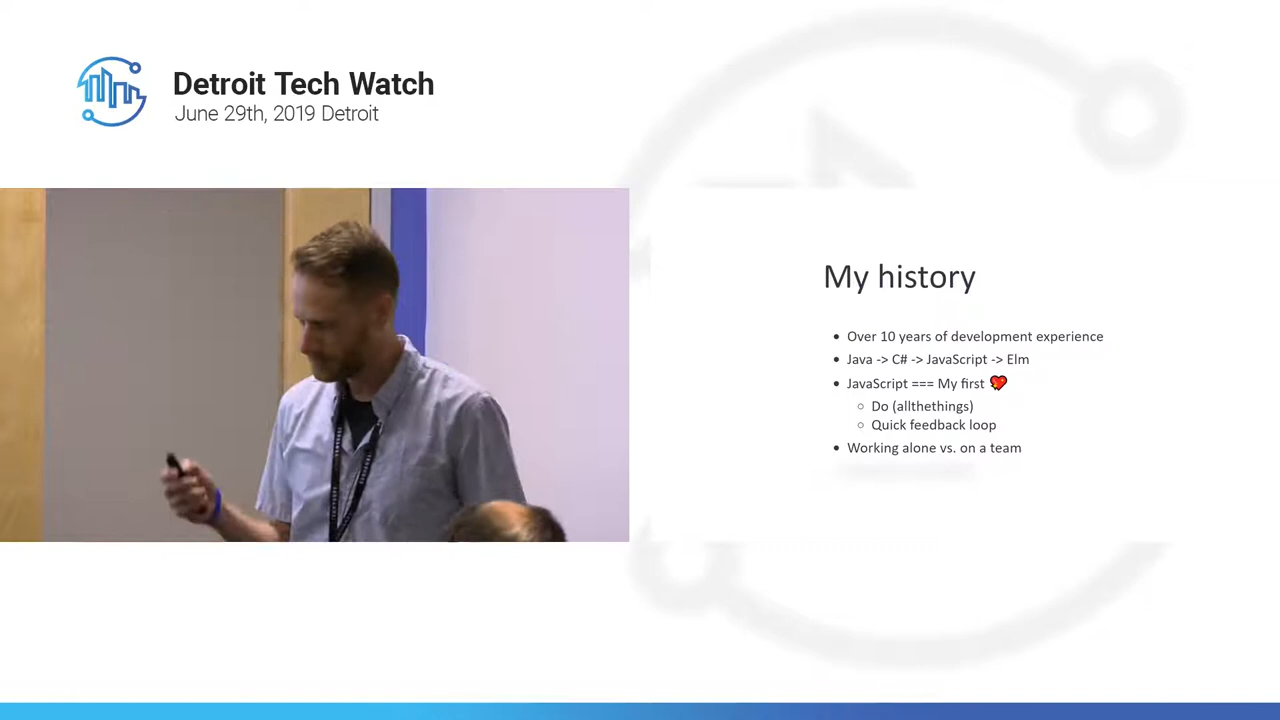 Detroit Tech Watch
June 29th, 2019 Detroit
My history
• Over 10 years of development experience
• Java -> C# -> JavaScript -> Elm
• JavaScript === My first 💖
○ Do (allthethings)
○ Quick feedback loop
• Working alone vs. on a team